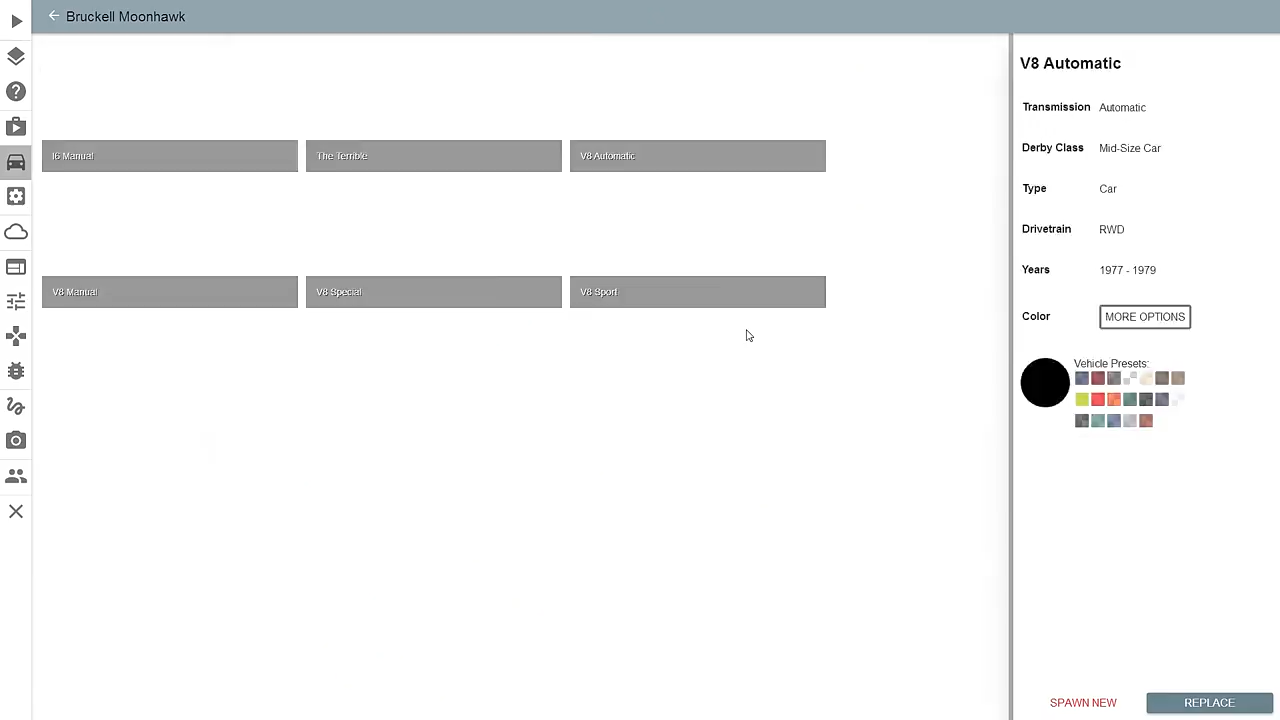 Bruckell Moonhawk
I6 Manual
The Terrible
V8 Automatic
V8 Manual
V8 Special
V8 Sport
V8 Automatic
Transmission Automatic
Derby Class Mid-Size Car
Type Car
Drivetrain RWD
Years 1977 - 1979
Color MORE OPTIONS
Vehicle Presets:
SPAWN NEW REPLACE